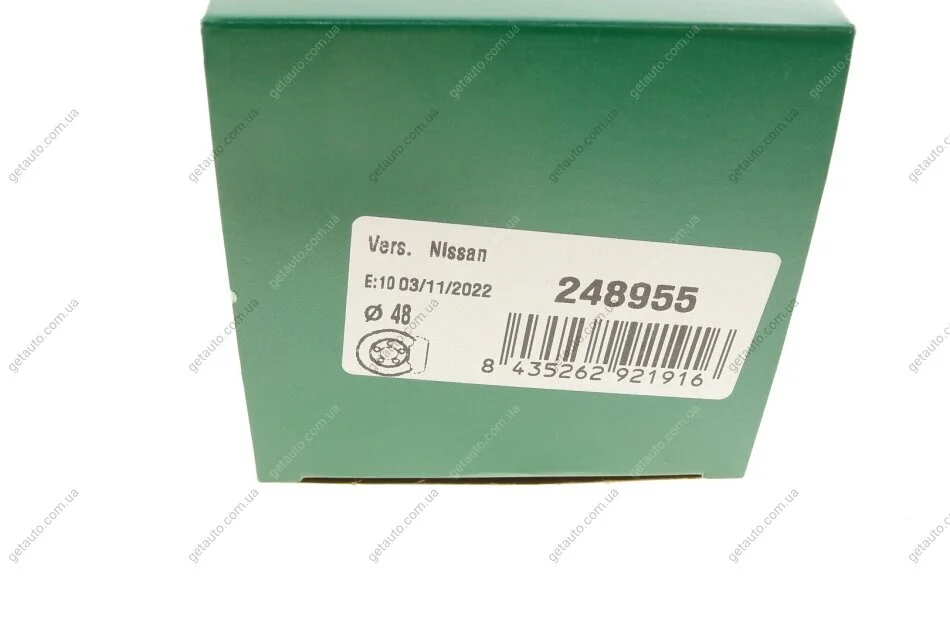 Vers. Nissan
E:10 03/11/2022
248955
Ø 48
8 435262 921916
getauto.com.ua